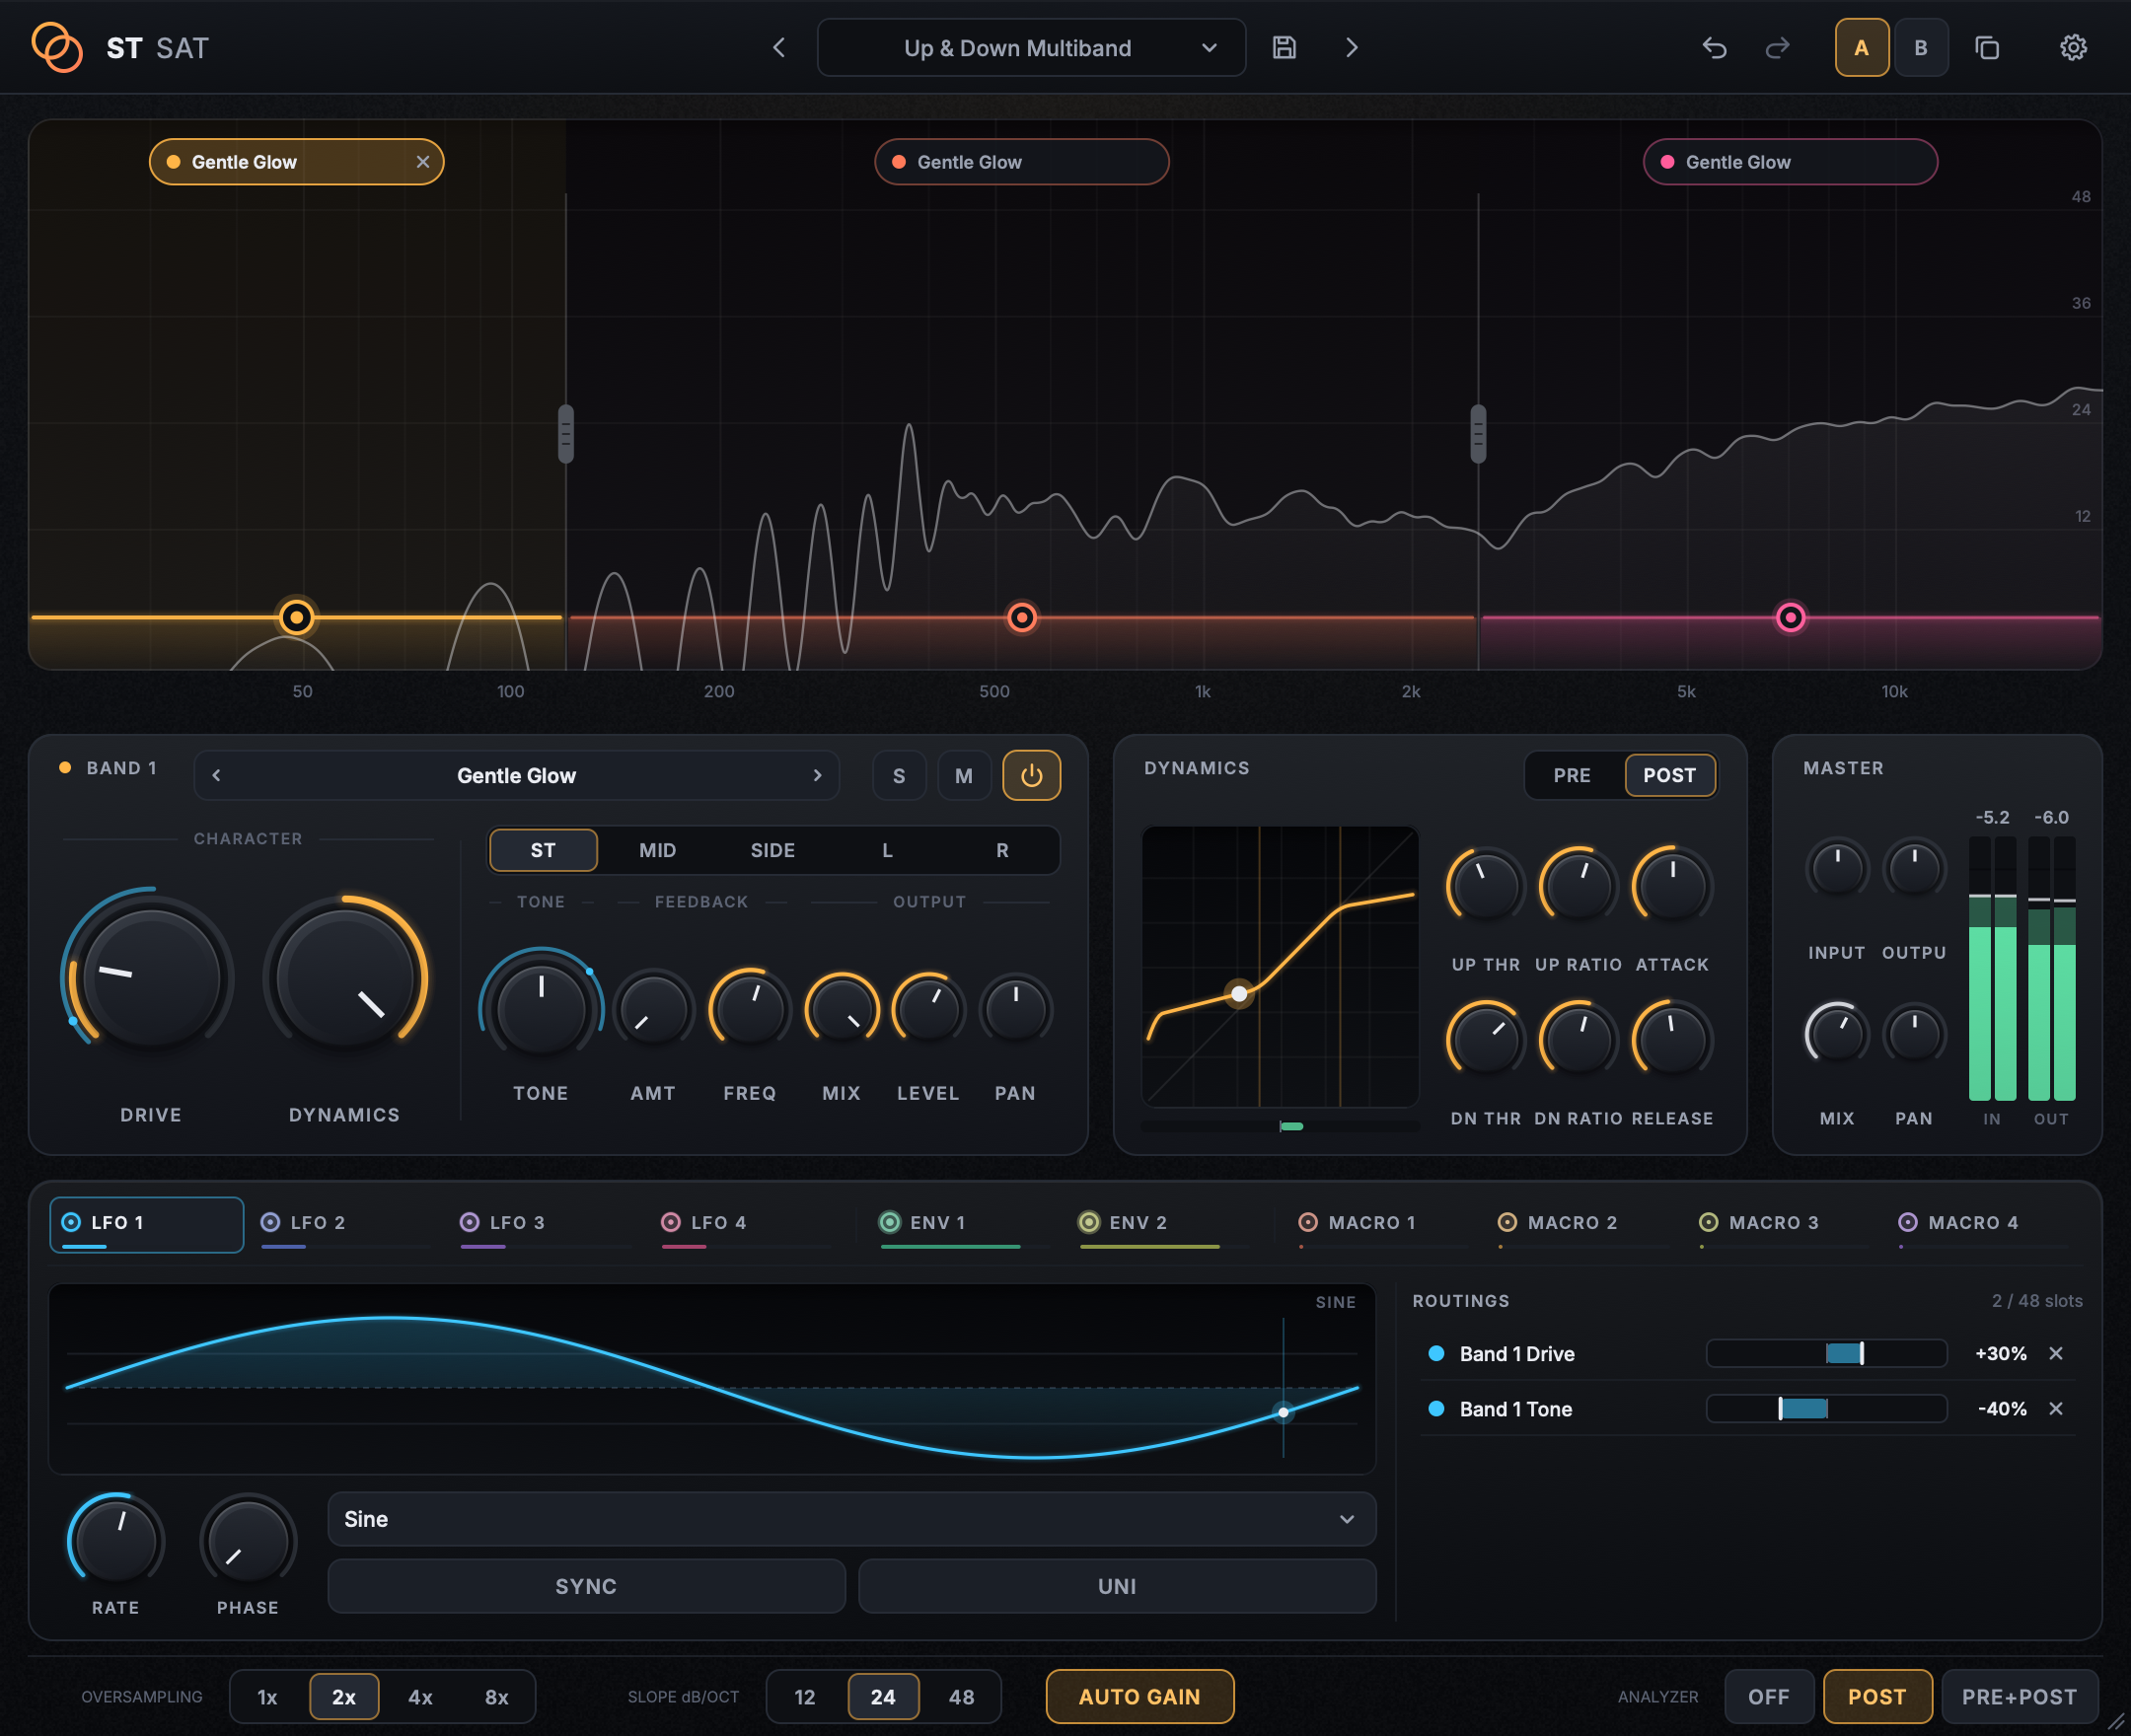 ST SAT
Up & Down Multiband
A B
Gentle Glow
Gentle Glow
Gentle Glow
48
36
24
12
50 100 200 500 1k 2k 5k 10k
BAND 1
Gentle Glow
S M
CHARACTER
DRIVE DYNAMICS
ST MID SIDE L R
TONE FEEDBACK OUTPUT
TONE AMT FREQ MIX LEVEL PAN
DYNAMICS
PRE POST
UP THR UP RATIO ATTACK
DN THR DN RATIO RELEASE
MASTER
-5.2 -6.0
INPUT OUTPU
MIX PAN
IN OUT
LFO 1 LFO 2 LFO 3 LFO 4 ENV 1 ENV 2 MACRO 1 MACRO 2 MACRO 3 MACRO 4
SINE
RATE PHASE
Sine
SYNC UNI
ROUTINGS 2 / 48 slots
Band 1 Drive +30%
Band 1 Tone -40%
OVERSAMPLING 1x 2x 4x 8x
SLOPE dB/OCT 12 24 48
AUTO GAIN
ANALYZER OFF POST PRE+POST